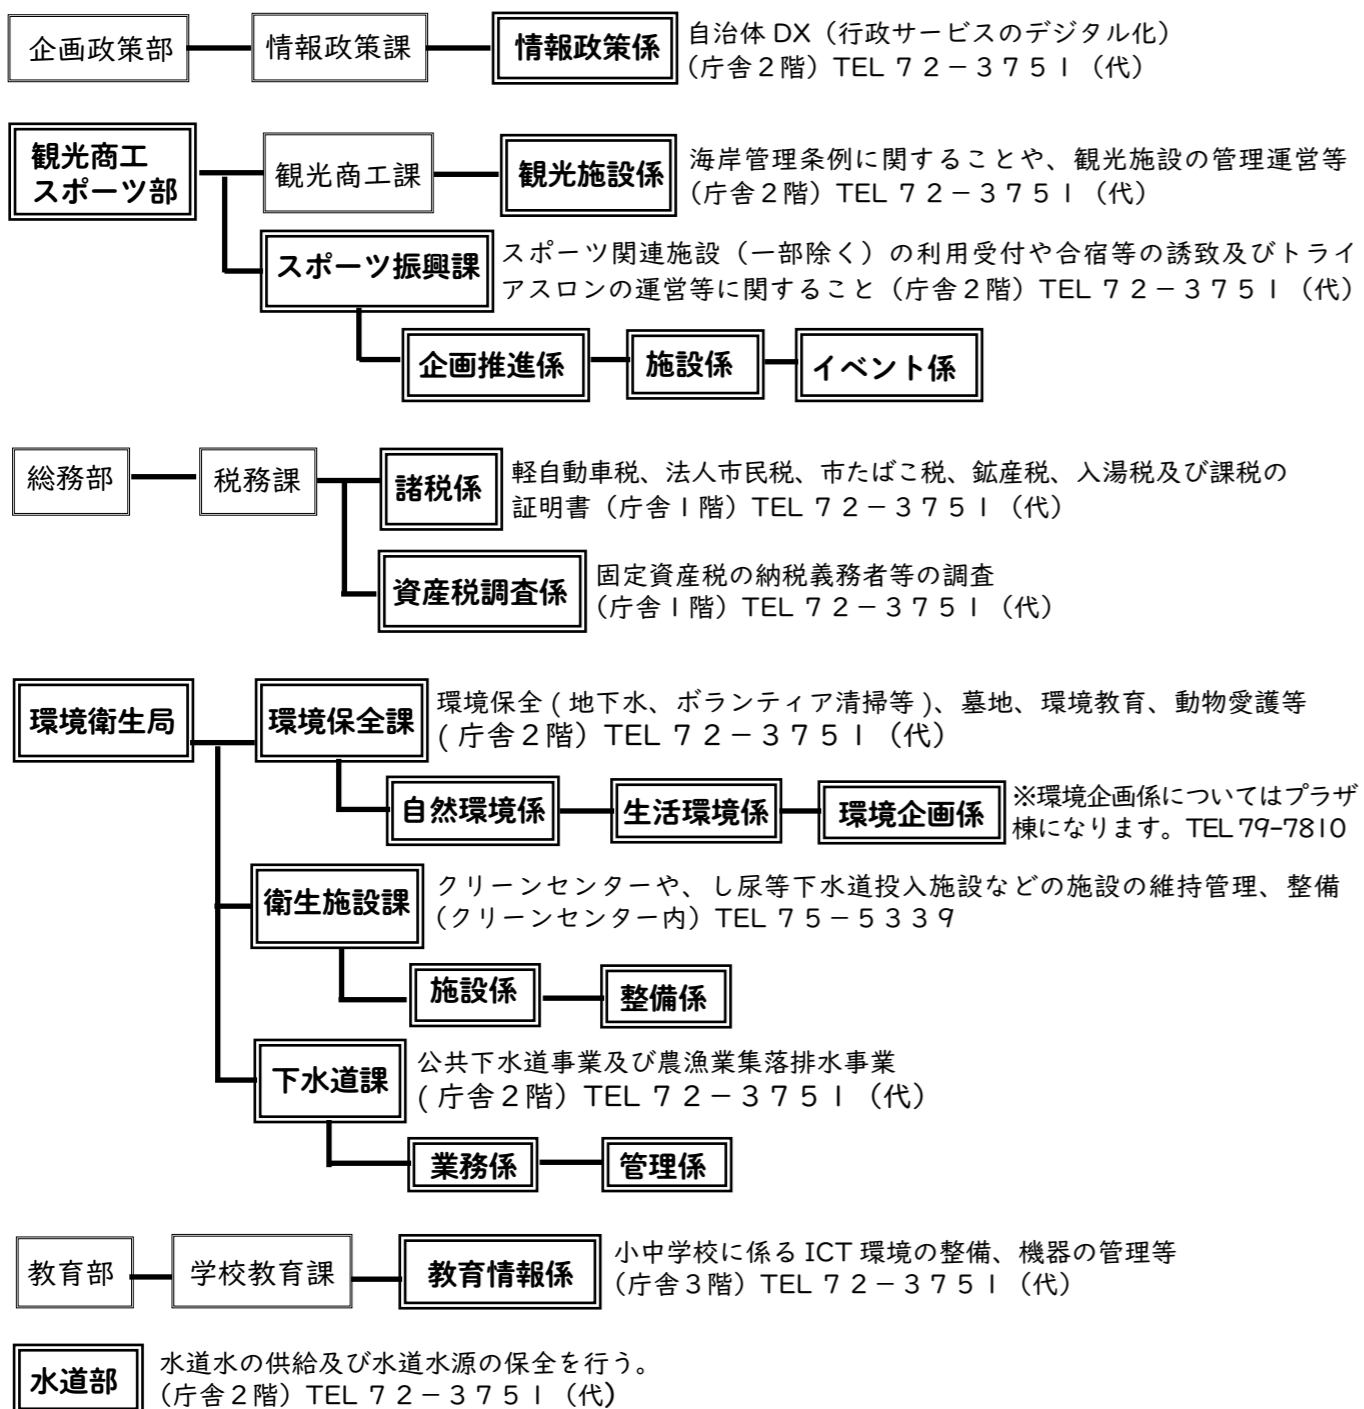 企画政策部
情報政策課
情報政策係
自治体 DX（行政サービスのデジタル化）
（庁舎２階）TEL ７２－３７５１（代）
観光商工
スポーツ部
観光商工課
観光施設係
海岸管理条例に関することや、観光施設の管理運営等
（庁舎２階）TEL ７２－３７５１（代）
スポーツ振興課
スポーツ関連施設（一部除く）の利用受付や合宿等の誘致及びトライ
アスロンの運営等に関すること（庁舎２階）TEL ７２－３７５１（代）
企画推進係
施設係
イベント係
総務部
税務課
諸税係
軽自動車税、法人市民税、市たばこ税、鉱産税、入湯税及び課税の
証明書（庁舎１階）TEL ７２－３７５１（代）
資産税調査係
固定資産税の納税義務者等の調査
（庁舎１階）TEL ７２－３７５１（代）
環境衛生局
環境保全課
環境保全 ( 地下水、ボランティア清掃等 )、墓地、環境教育、動物愛護等
( 庁舎２階）TEL ７２－３７５１（代）
自然環境係
生活環境係
環境企画係
※環境企画係についてはプラザ
棟になります。TEL 79-7810
衛生施設課
クリーンセンターや、し尿等下水道投入施設などの施設の維持管理、整備
（クリーンセンター内）TEL ７５－５３３９
施設係
整備係
下水道課
公共下水道事業及び農漁業集落排水事業
( 庁舎２階）TEL ７２－３７５１（代）
業務係
管理係
教育部
学校教育課
教育情報係
小中学校に係る ICT 環境の整備、機器の管理等
（庁舎３階）TEL ７２－３７５１（代）
水道部
水道水の供給及び水道水源の保全を行う。
（庁舎２階）TEL ７２－３７５１（代）